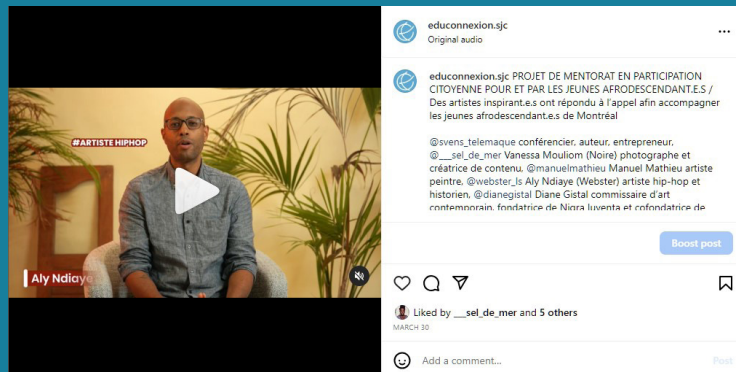 #ARTISTE HIPHOP
Aly Ndiaye
educonnexion.sjc
Original audio
educonnexion.sjc PROJET DE MENTORAT EN PARTICIPATION
CITOYENNE POUR ET PAR LES JEUNES AFRODESCENDANT.E.S /
Des artistes inspirant.e.s ont répondu à l'appel afin accompagner
les jeunes afrodescendant.e.s de Montréal
@svens_telemaque conférencier, auteur, entrepreneur,
@___sel_de_mer Vanessa Mouliom (Noire) photographe et
créatrice de contenu, @manuelmathieu Manuel Mathieu artiste
peintre, @webster_ls Aly Ndiaye (Webster) artiste hip-hop et
historien, @dianegistal Diane Gistal commissaire d'art
contemporain, fondatrice de Nigra Iuventa et cofondatrice de
Boost post
Liked by ___sel_de_mer and 5 others
MARCH 30
Add a comment...
Post